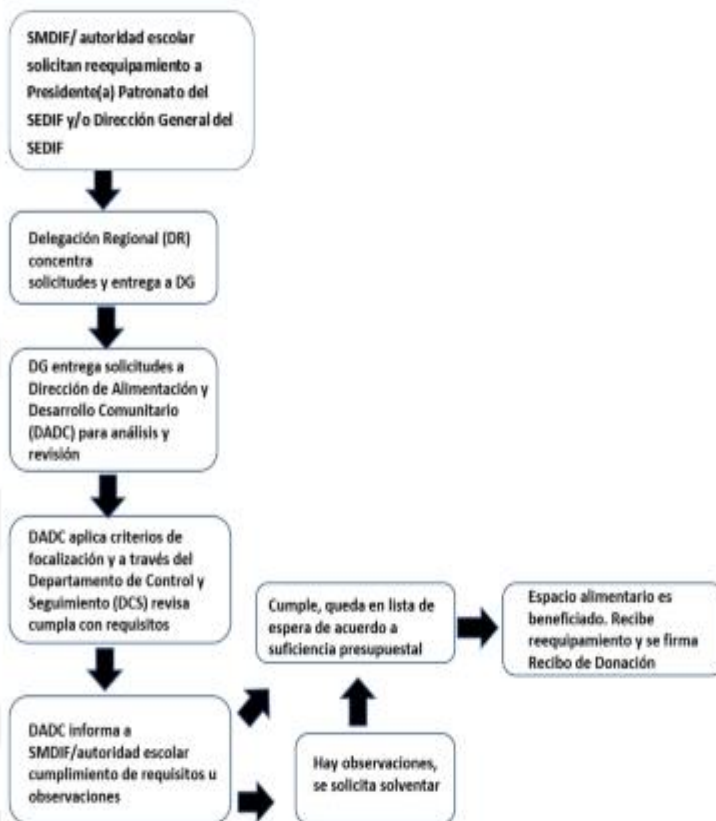 SMDIF/ autoridad escolar
solicitan reequipamiento a
Presidente(a) Patronato del
SEDIF y/o Dirección General del
SEDIF
Delegación Regional (DR)
concentra
solicitudes y entrega a DG
DG entrega solicitudes a
Dirección de Alimentación y
Desarrollo Comunitario
(DADC) para análisis y
revisión
DADC aplica criterios de
focalización y a través del
Departamento de Control y
Seguimiento (DCS) revisa
cumpla con requisitos
DADC informa a
SMDIF/autoridad escolar
cumplimiento de requisitos u
observaciones
Cumple, queda en lista de
espera de acuerdo a
suficiencia presupuestal
Hay observaciones,
se solicita solventar
Espacio alimentario es
beneficiado. Recibe
reequipamiento y se firma
Recibo de Donación